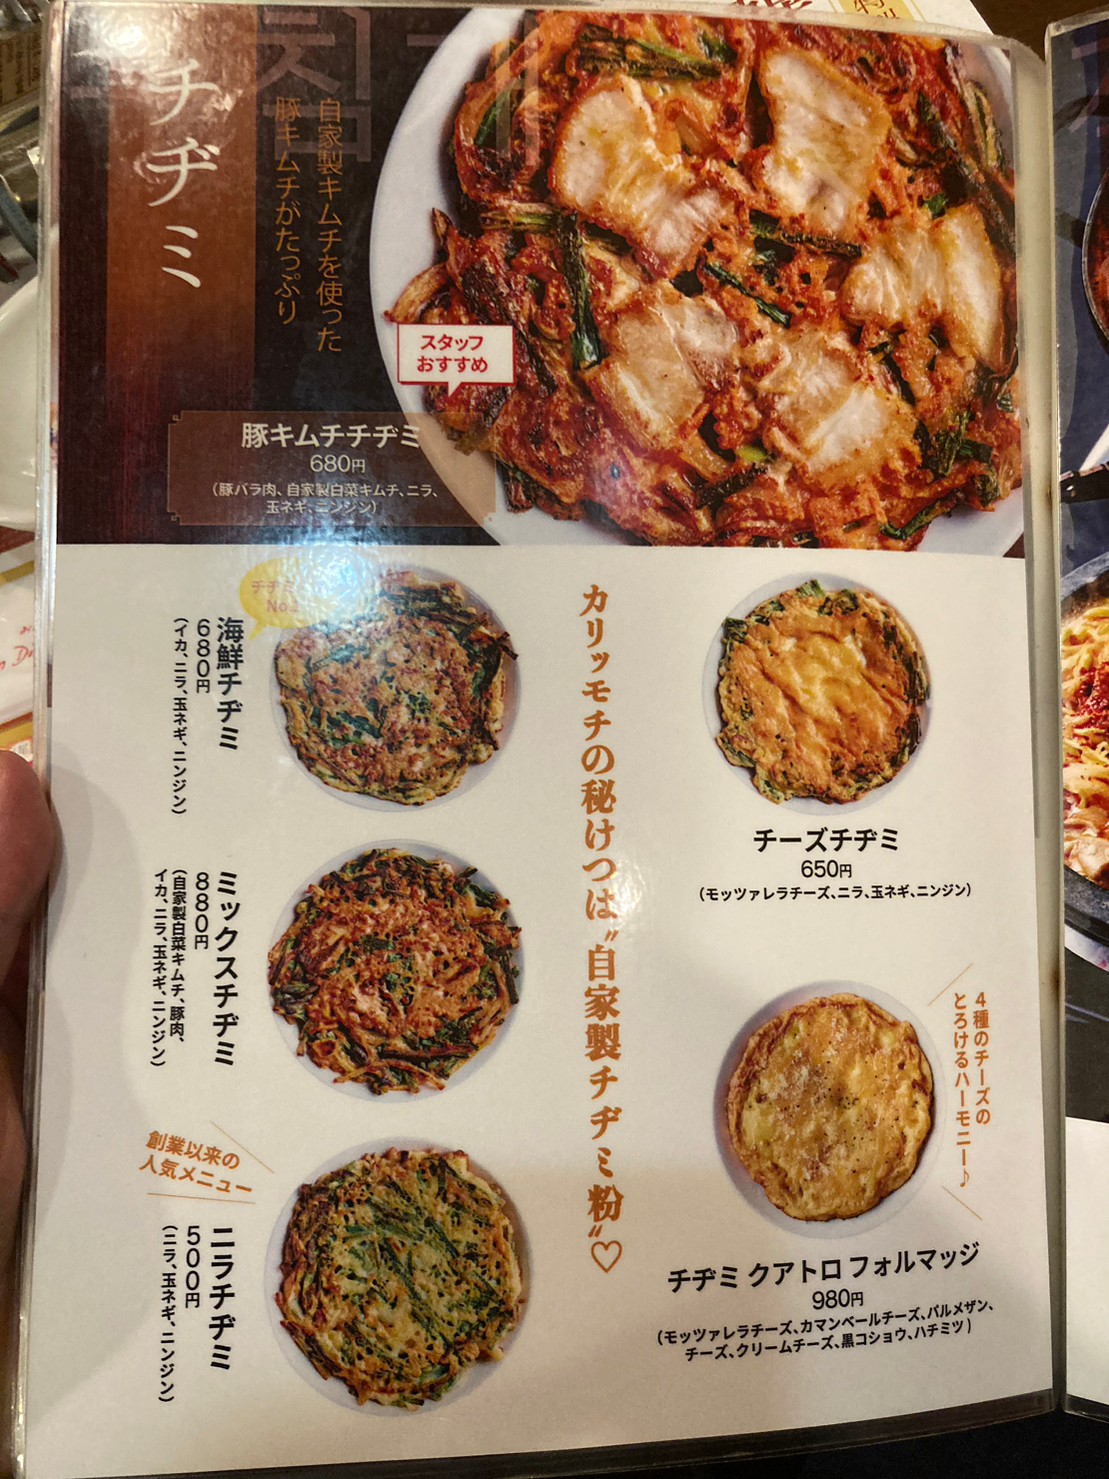 チヂミ
自家製キムチを使った
豚キムチがたっぷり
スタッフ
おすすめ
豚キムチチヂミ
680円
(豚バラ肉、自家製白菜キムチ、ニラ、
玉ネギ、ニンジン)
カリッモチの秘けつは〝自家製チヂミ粉〟♡
チヂミ
海鮮チヂミ
680円
(イカ、ニラ、玉ネギ、ニンジン)
ミックスチヂミ
880円
(自家製白菜キムチ、豚肉、
イカ、ニラ、玉ネギ、ニンジン)
創業以来の
人気メニュー
ニラチヂミ
500円
(ニラ、玉ネギ、ニンジン)
チーズチヂミ
650円
(モッツァレラチーズ、ニラ、玉ネギ、ニンジン)
4種のチーズの
とろけるハーモニー♪
チヂミ クアトロ フォルマッジ
980円
(モッツァレラチーズ、カマンベールチーズ、パルメザン、
チーズ、クリームチーズ、黒コショウ、ハチミツ)